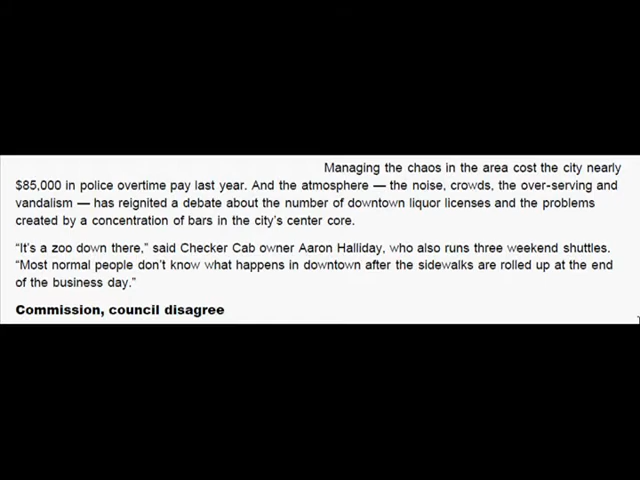 Managing the chaos in the area cost the city nearly
$85,000 in police overtime pay last year. And the atmosphere — the noise, crowds, the over-serving and
vandalism — has reignited a debate about the number of downtown liquor licenses and the problems
created by a concentration of bars in the city’s center core.
“It’s a zoo down there,” said Checker Cab owner Aaron Halliday, who also runs three weekend shuttles.
“Most normal people don’t know what happens in downtown after the sidewalks are rolled up at the end
of the business day.”
Commission, council disagree